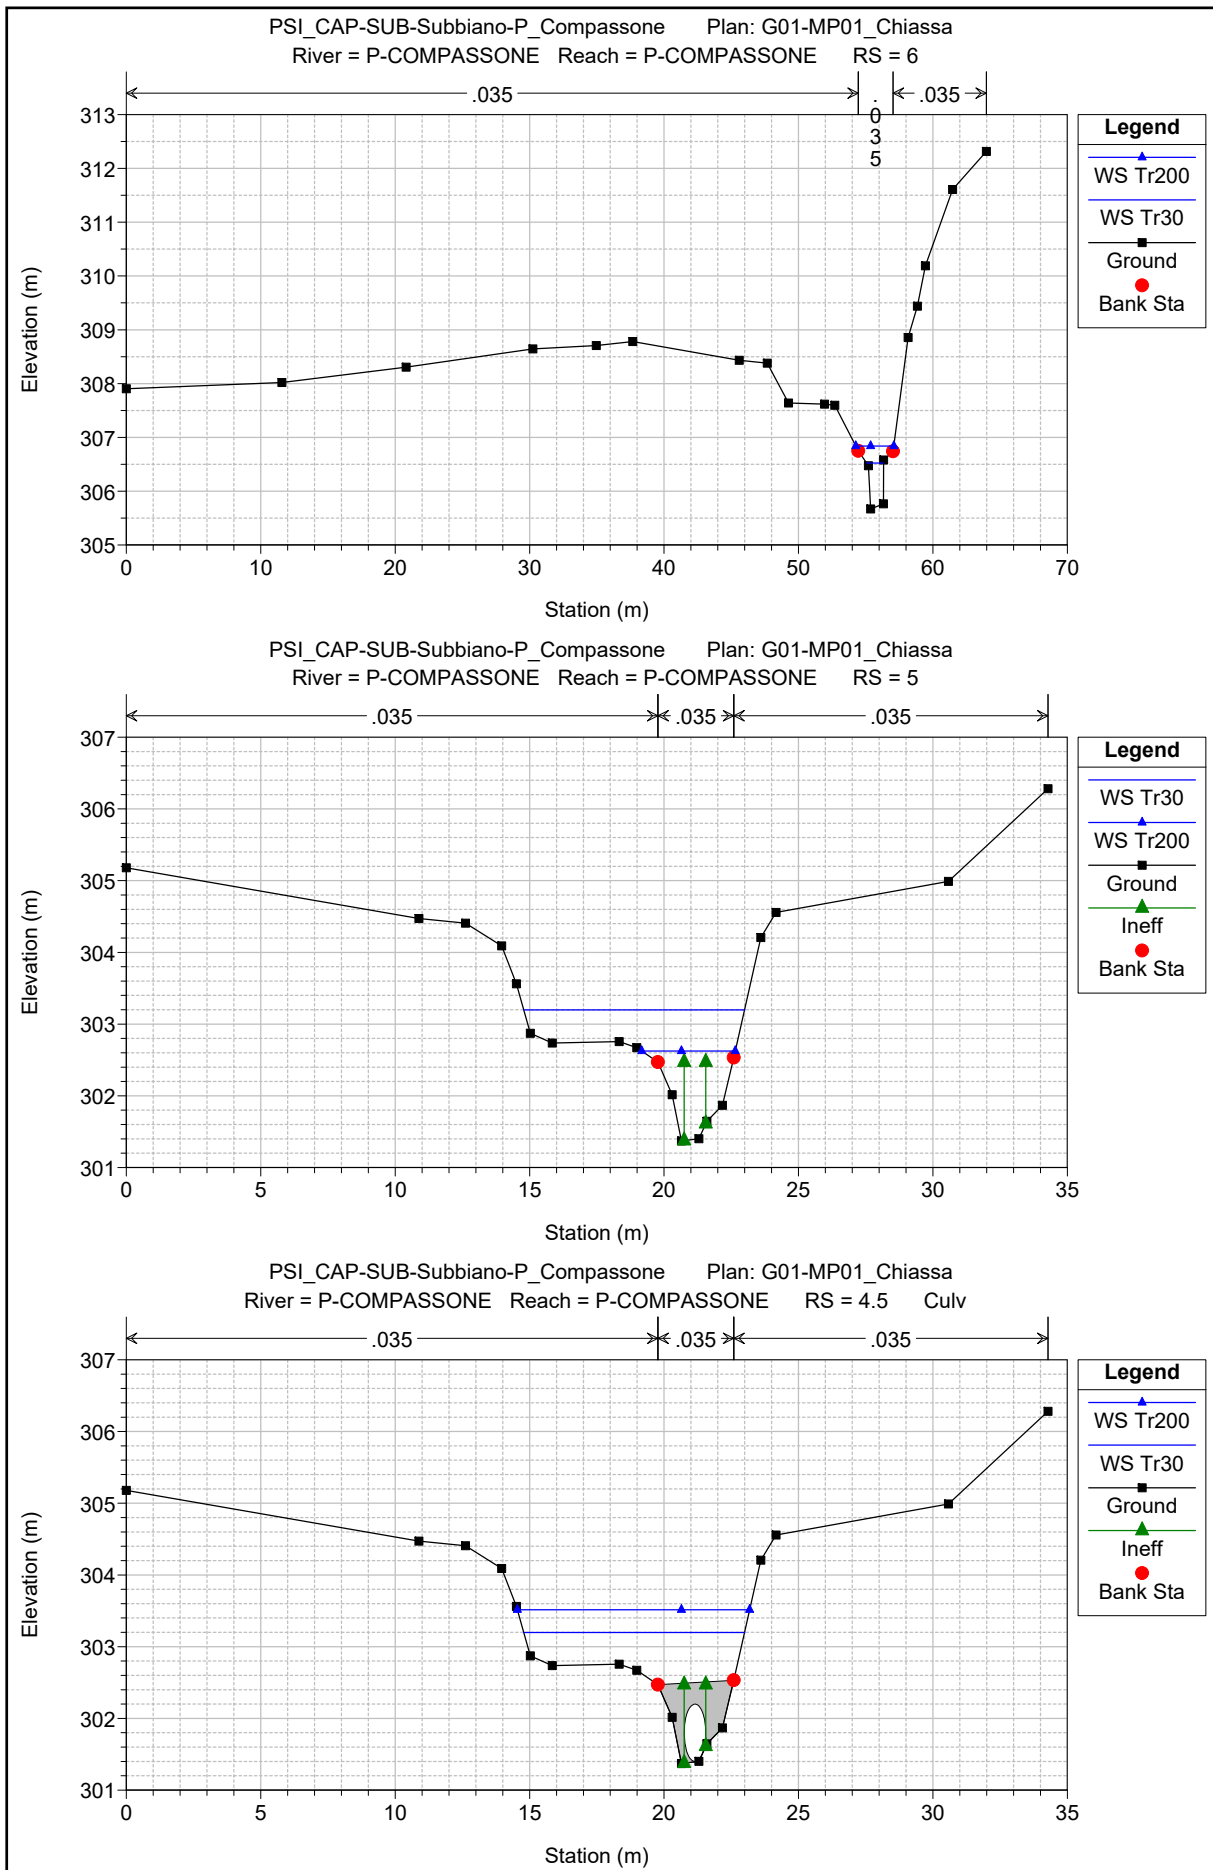 PSI_CAP-SUB-Subbiano-P_Compassone Plan: G01-MP01_Chiassa
River = P-COMPASSONE Reach = P-COMPASSONE RS = 6
.035
.035
.035
313
312
311
310
309
308
307
306
305
Elevation (m)
0 10 20 30 40 50 60 70
Station (m)
Legend
WS Tr200
WS Tr30
Ground
Bank Sta
PSI_CAP-SUB-Subbiano-P_Compassone Plan: G01-MP01_Chiassa
River = P-COMPASSONE Reach = P-COMPASSONE RS = 5
.035 .035 .035
307
306
305
304
303
302
301
Elevation (m)
0 5 10 15 20 25 30 35
Station (m)
Legend
WS Tr30
WS Tr200
Ground
Ineff
Bank Sta
PSI_CAP-SUB-Subbiano-P_Compassone Plan: G01-MP01_Chiassa
River = P-COMPASSONE Reach = P-COMPASSONE RS = 4.5 Culv
.035 .035 .035
307
306
305
304
303
302
301
Elevation (m)
0 5 10 15 20 25 30 35
Station (m)
Legend
WS Tr200
WS Tr30
Ground
Ineff
Bank Sta